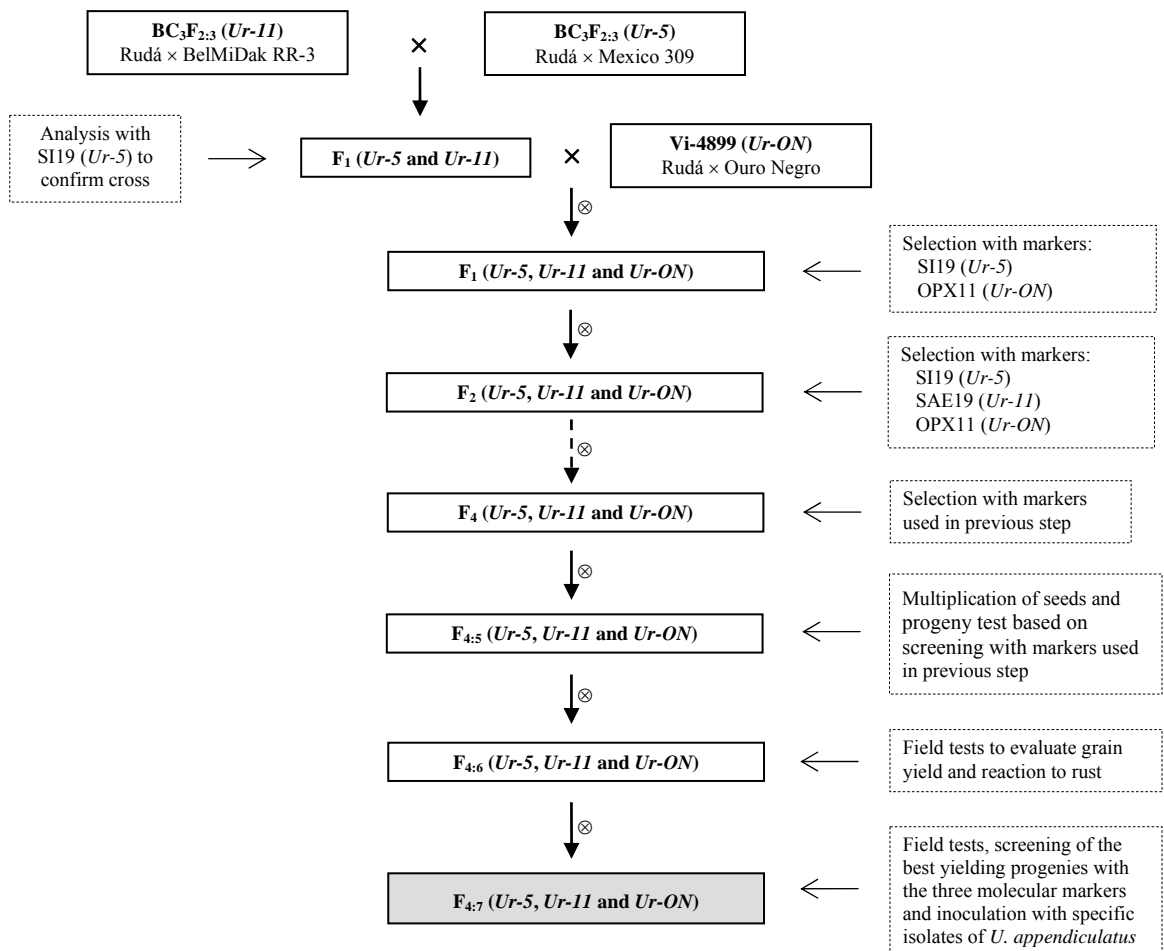 BC₃F₂:₃ (Ur-11)
Rudá × BelMiDak RR-3
×
BC₃F₂:₃ (Ur-5)
Rudá × Mexico 309
Analysis with
SI19 (Ur-5) to
confirm cross
F₁ (Ur-5 and Ur-11)
×
Vi-4899 (Ur-ON)
Rudá × Ouro Negro
⊗
F₁ (Ur-5, Ur-11 and Ur-ON)
Selection with markers:
SI19 (Ur-5)
OPX11 (Ur-ON)
⊗
F₂ (Ur-5, Ur-11 and Ur-ON)
Selection with markers:
SI19 (Ur-5)
SAE19 (Ur-11)
OPX11 (Ur-ON)
⊗
F₄ (Ur-5, Ur-11 and Ur-ON)
Selection with markers
used in previous step
⊗
F₄:₅ (Ur-5, Ur-11 and Ur-ON)
Multiplication of seeds and
progeny test based on
screening with markers used
in previous step
⊗
F₄:₆ (Ur-5, Ur-11 and Ur-ON)
Field tests to evaluate grain
yield and reaction to rust
⊗
F₄:₇ (Ur-5, Ur-11 and Ur-ON)
Field tests, screening of the
best yielding progenies with
the three molecular markers
and inoculation with specific
isolates of U. appendiculatus